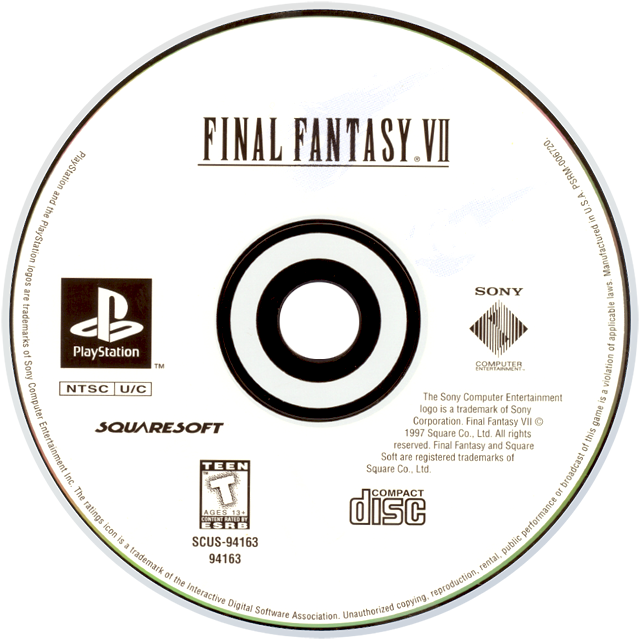 FINAL FANTASY® VII
PlayStation and the PlayStation logos are trademarks of Sony Computer Entertainment Inc. The ratings icon is a trademark of the Interactive Digital Software Association. Unauthorized copying, reproduction, rental, public performance or broadcast of this game is a violation of applicable laws. Manufactured in U.S.A. PSRM-006720.
PlayStation
™
NTSC U/C
SQUARESOFT
SONY
COMPUTER
ENTERTAINMENT™
The Sony Computer Entertainment
logo is a trademark of Sony
Corporation. Final Fantasy VII ©
1997 Square Co., Ltd. All rights
reserved. Final Fantasy and Square
Soft are registered trademarks of
Square Co., Ltd.
TEEN
T
™
AGES 13+
CONTENT RATED BY
ESRB
SCUS-94163
94163
COMPACT
disc